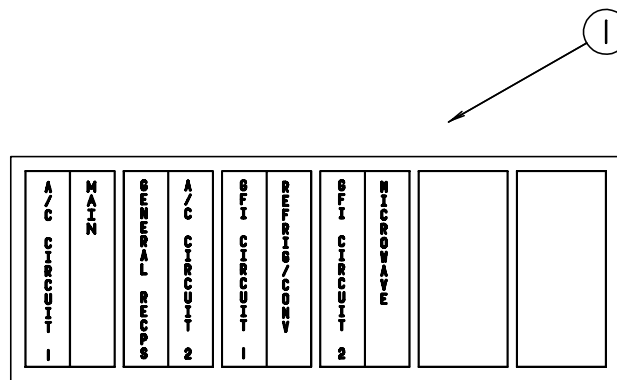 1
A/C CIRCUIT 1
MAIN
GENERAL RECPS
A/C CIRCUIT 2
GFI CIRCUIT 1
REFRIG/CONV
GFI CIRCUIT 2
MICROWAVE